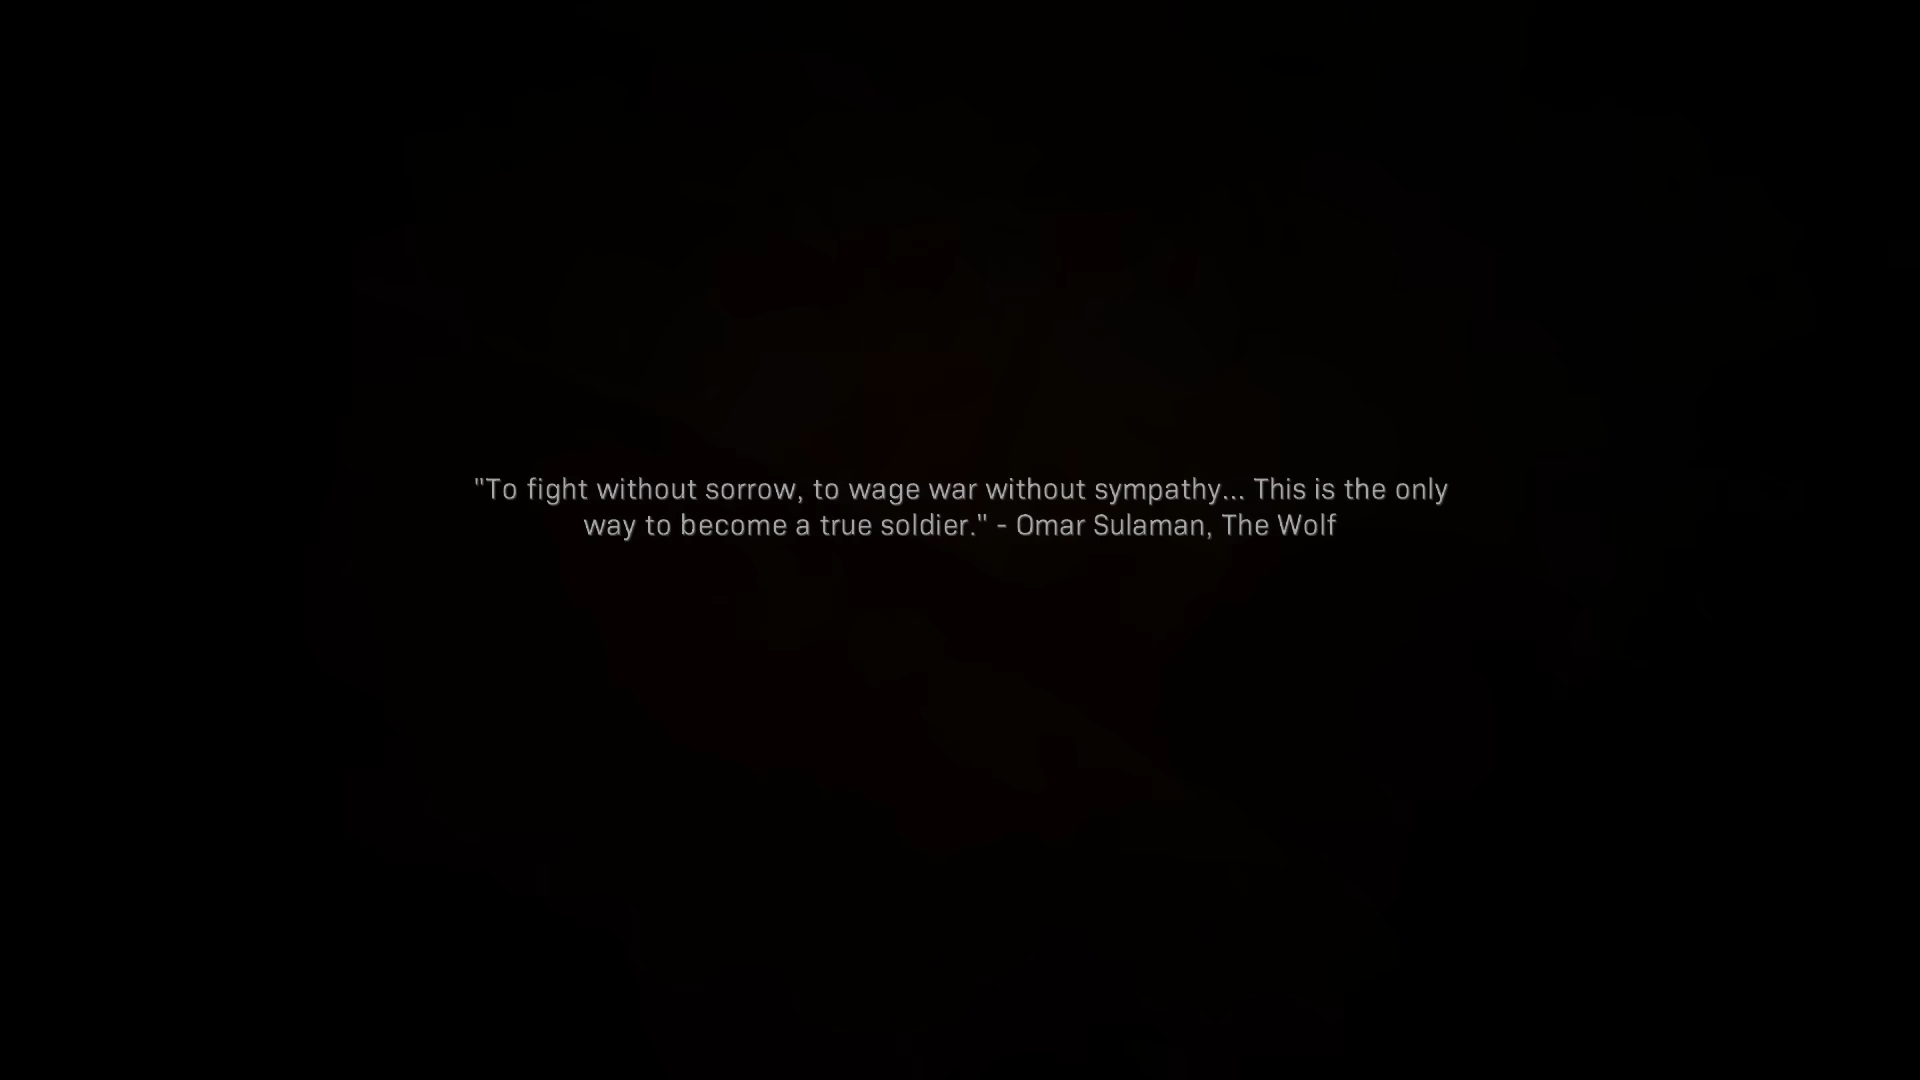 "To fight without sorrow, to wage war without sympathy... This is the only
way to become a true soldier." - Omar Sulaman, The Wolf